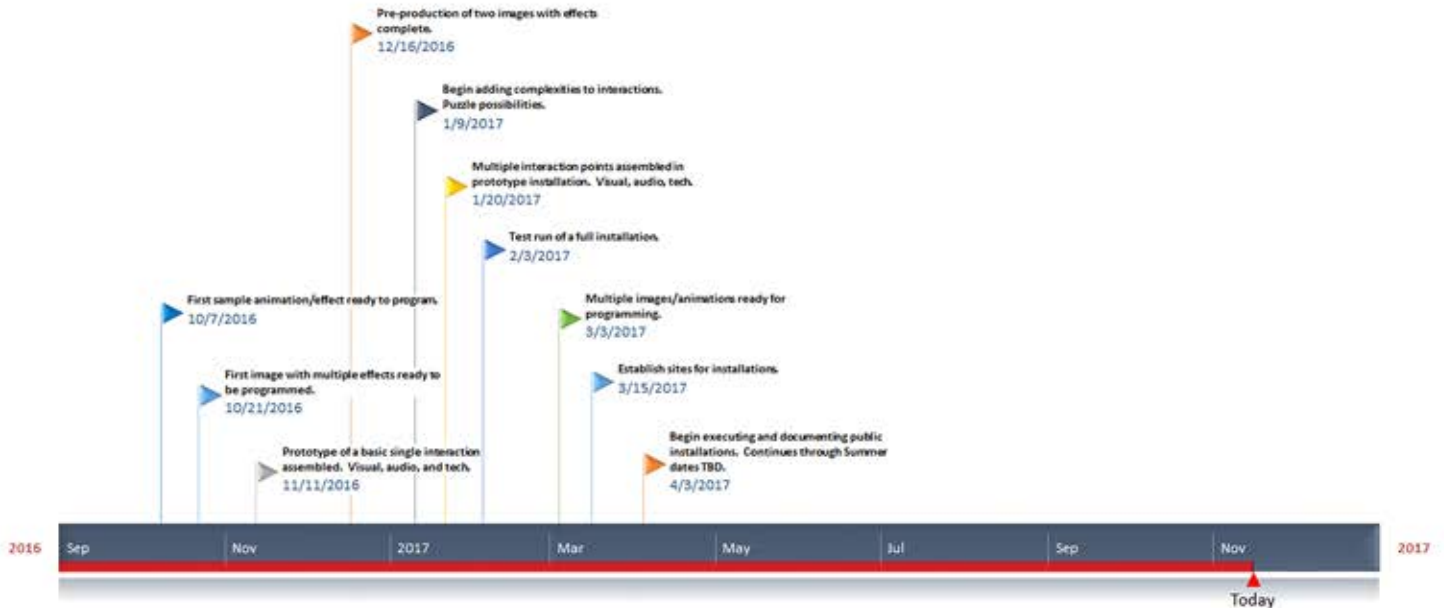 Pre-production of two images with effects
complete.
12/16/2016
Begin adding complexities to interactions.
Puzzle possibilities.
1/9/2017
Multiple interaction points assembled in
prototype installation. Visual, audio, tech.
1/20/2017
Test run of a full installation.
2/3/2017
First sample animation/effect ready to program.
10/7/2016
Multiple images/animations ready for
programming.
3/3/2017
First image with multiple effects ready to
be programmed.
10/21/2016
Establish sites for installations.
3/15/2017
Prototype of a basic single interaction
assembled. Visual, audio, and tech.
11/11/2016
Begin executing and documenting public
installations. Continues through Summer
dates TBD.
4/3/2017
2016 Sep Nov 2017 Mar May Jul Sep Nov 2017
Today